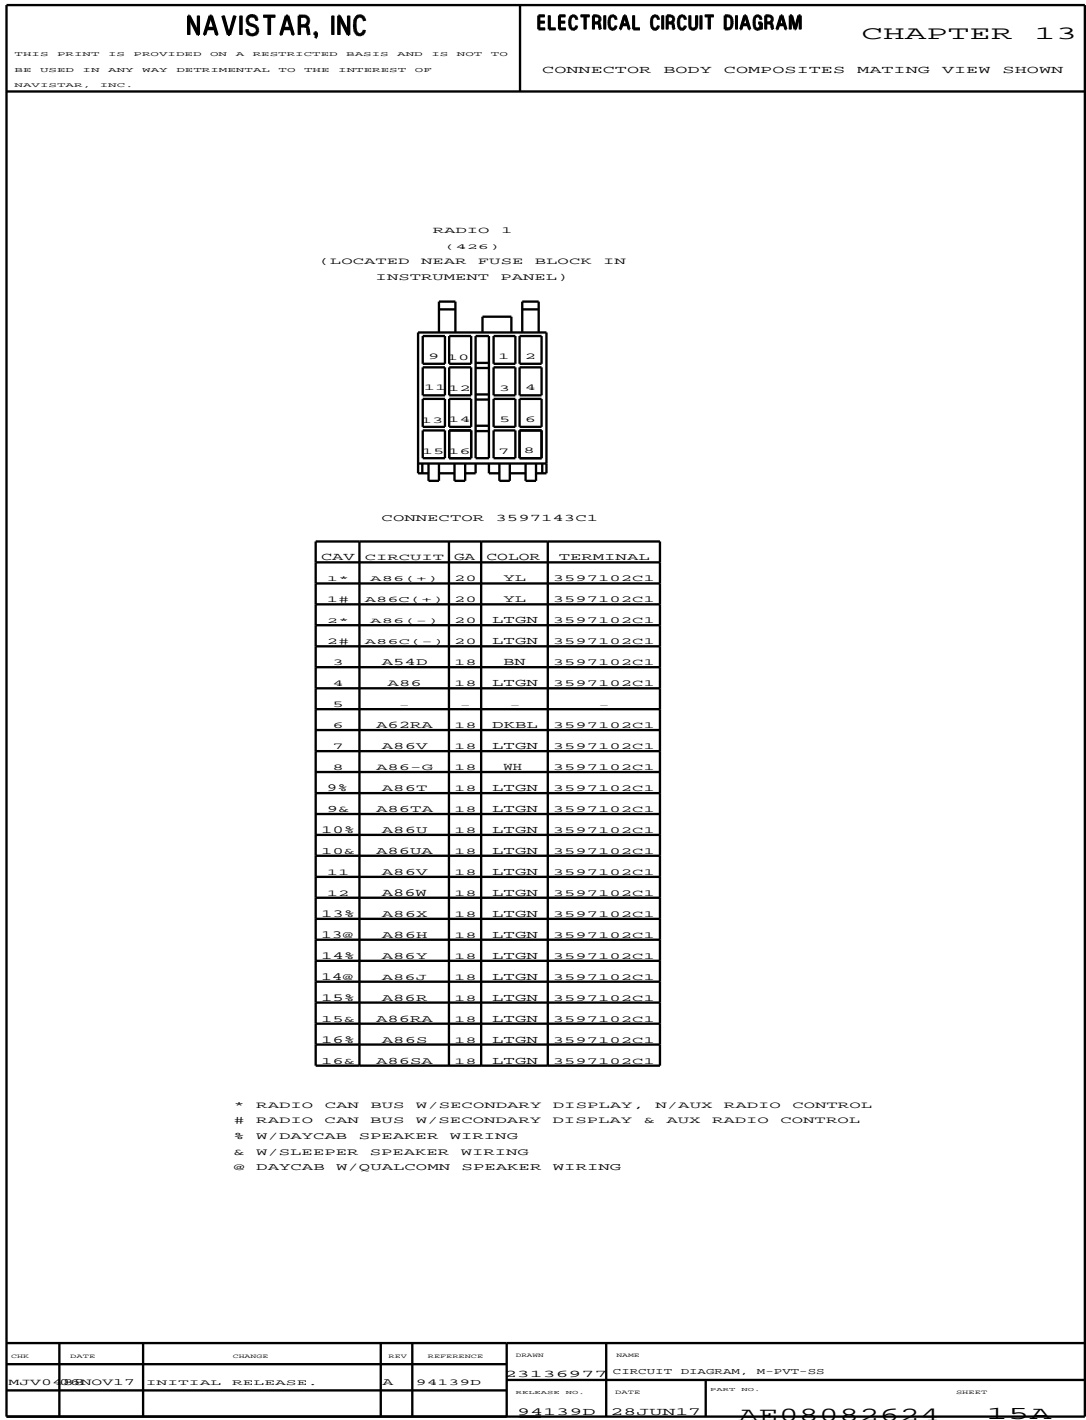 NAVISTAR, INC
THIS PRINT IS PROVIDED ON A RESTRICTED BASIS AND IS NOT TO
BE USED IN ANY WAY DETRIMENTAL TO THE INTEREST OF
NAVISTAR, INC.
ELECTRICAL CIRCUIT DIAGRAM CHAPTER 13
CONNECTOR BODY COMPOSITES MATING VIEW SHOWN
RADIO 1
(426)
(LOCATED NEAR FUSE BLOCK IN
INSTRUMENT PANEL)
9 10 1 2
11 12 3 4
13 14 5 6
15 16 7 8
CONNECTOR 3597143C1
CAV CIRCUIT GA COLOR TERMINAL
1* A86(+) 20 YL 3597102C1
1# A86C(+) 20 YL 3597102C1
2* A86(-) 20 LTGN 3597102C1
2# A86C(-) 20 LTGN 3597102C1
3 A54D 18 BN 3597102C1
4 A86 18 LTGN 3597102C1
5 - - - -
6 A62RA 18 DKBL 3597102C1
7 A86V 18 LTGN 3597102C1
8 A86-G 18 WH 3597102C1
9% A86T 18 LTGN 3597102C1
9& A86TA 18 LTGN 3597102C1
10% A86U 18 LTGN 3597102C1
10& A86UA 18 LTGN 3597102C1
11 A86V 18 LTGN 3597102C1
12 A86W 18 LTGN 3597102C1
13% A86X 18 LTGN 3597102C1
13@ A86H 18 LTGN 3597102C1
14% A86Y 18 LTGN 3597102C1
14@ A86J 18 LTGN 3597102C1
15% A86R 18 LTGN 3597102C1
15& A86RA 18 LTGN 3597102C1
16% A86S 18 LTGN 3597102C1
16& A86SA 18 LTGN 3597102C1
* RADIO CAN BUS W/SECONDARY DISPLAY, N/AUX RADIO CONTROL
# RADIO CAN BUS W/SECONDARY DISPLAY & AUX RADIO CONTROL
% W/DAYCAB SPEAKER WIRING
& W/SLEEPER SPEAKER WIRING
@ DAYCAB W/QUALCOMN SPEAKER WIRING
CHK DATE CHANGE REV REFERENCE DRAWN NAME
INITIAL RELEASE. A 94139D 23136977 CIRCUIT DIAGRAM, M-PVT-SS
RELEASE NO. DATE PART NO. SHEET
94139D 28JUN17 AE08082624 15A